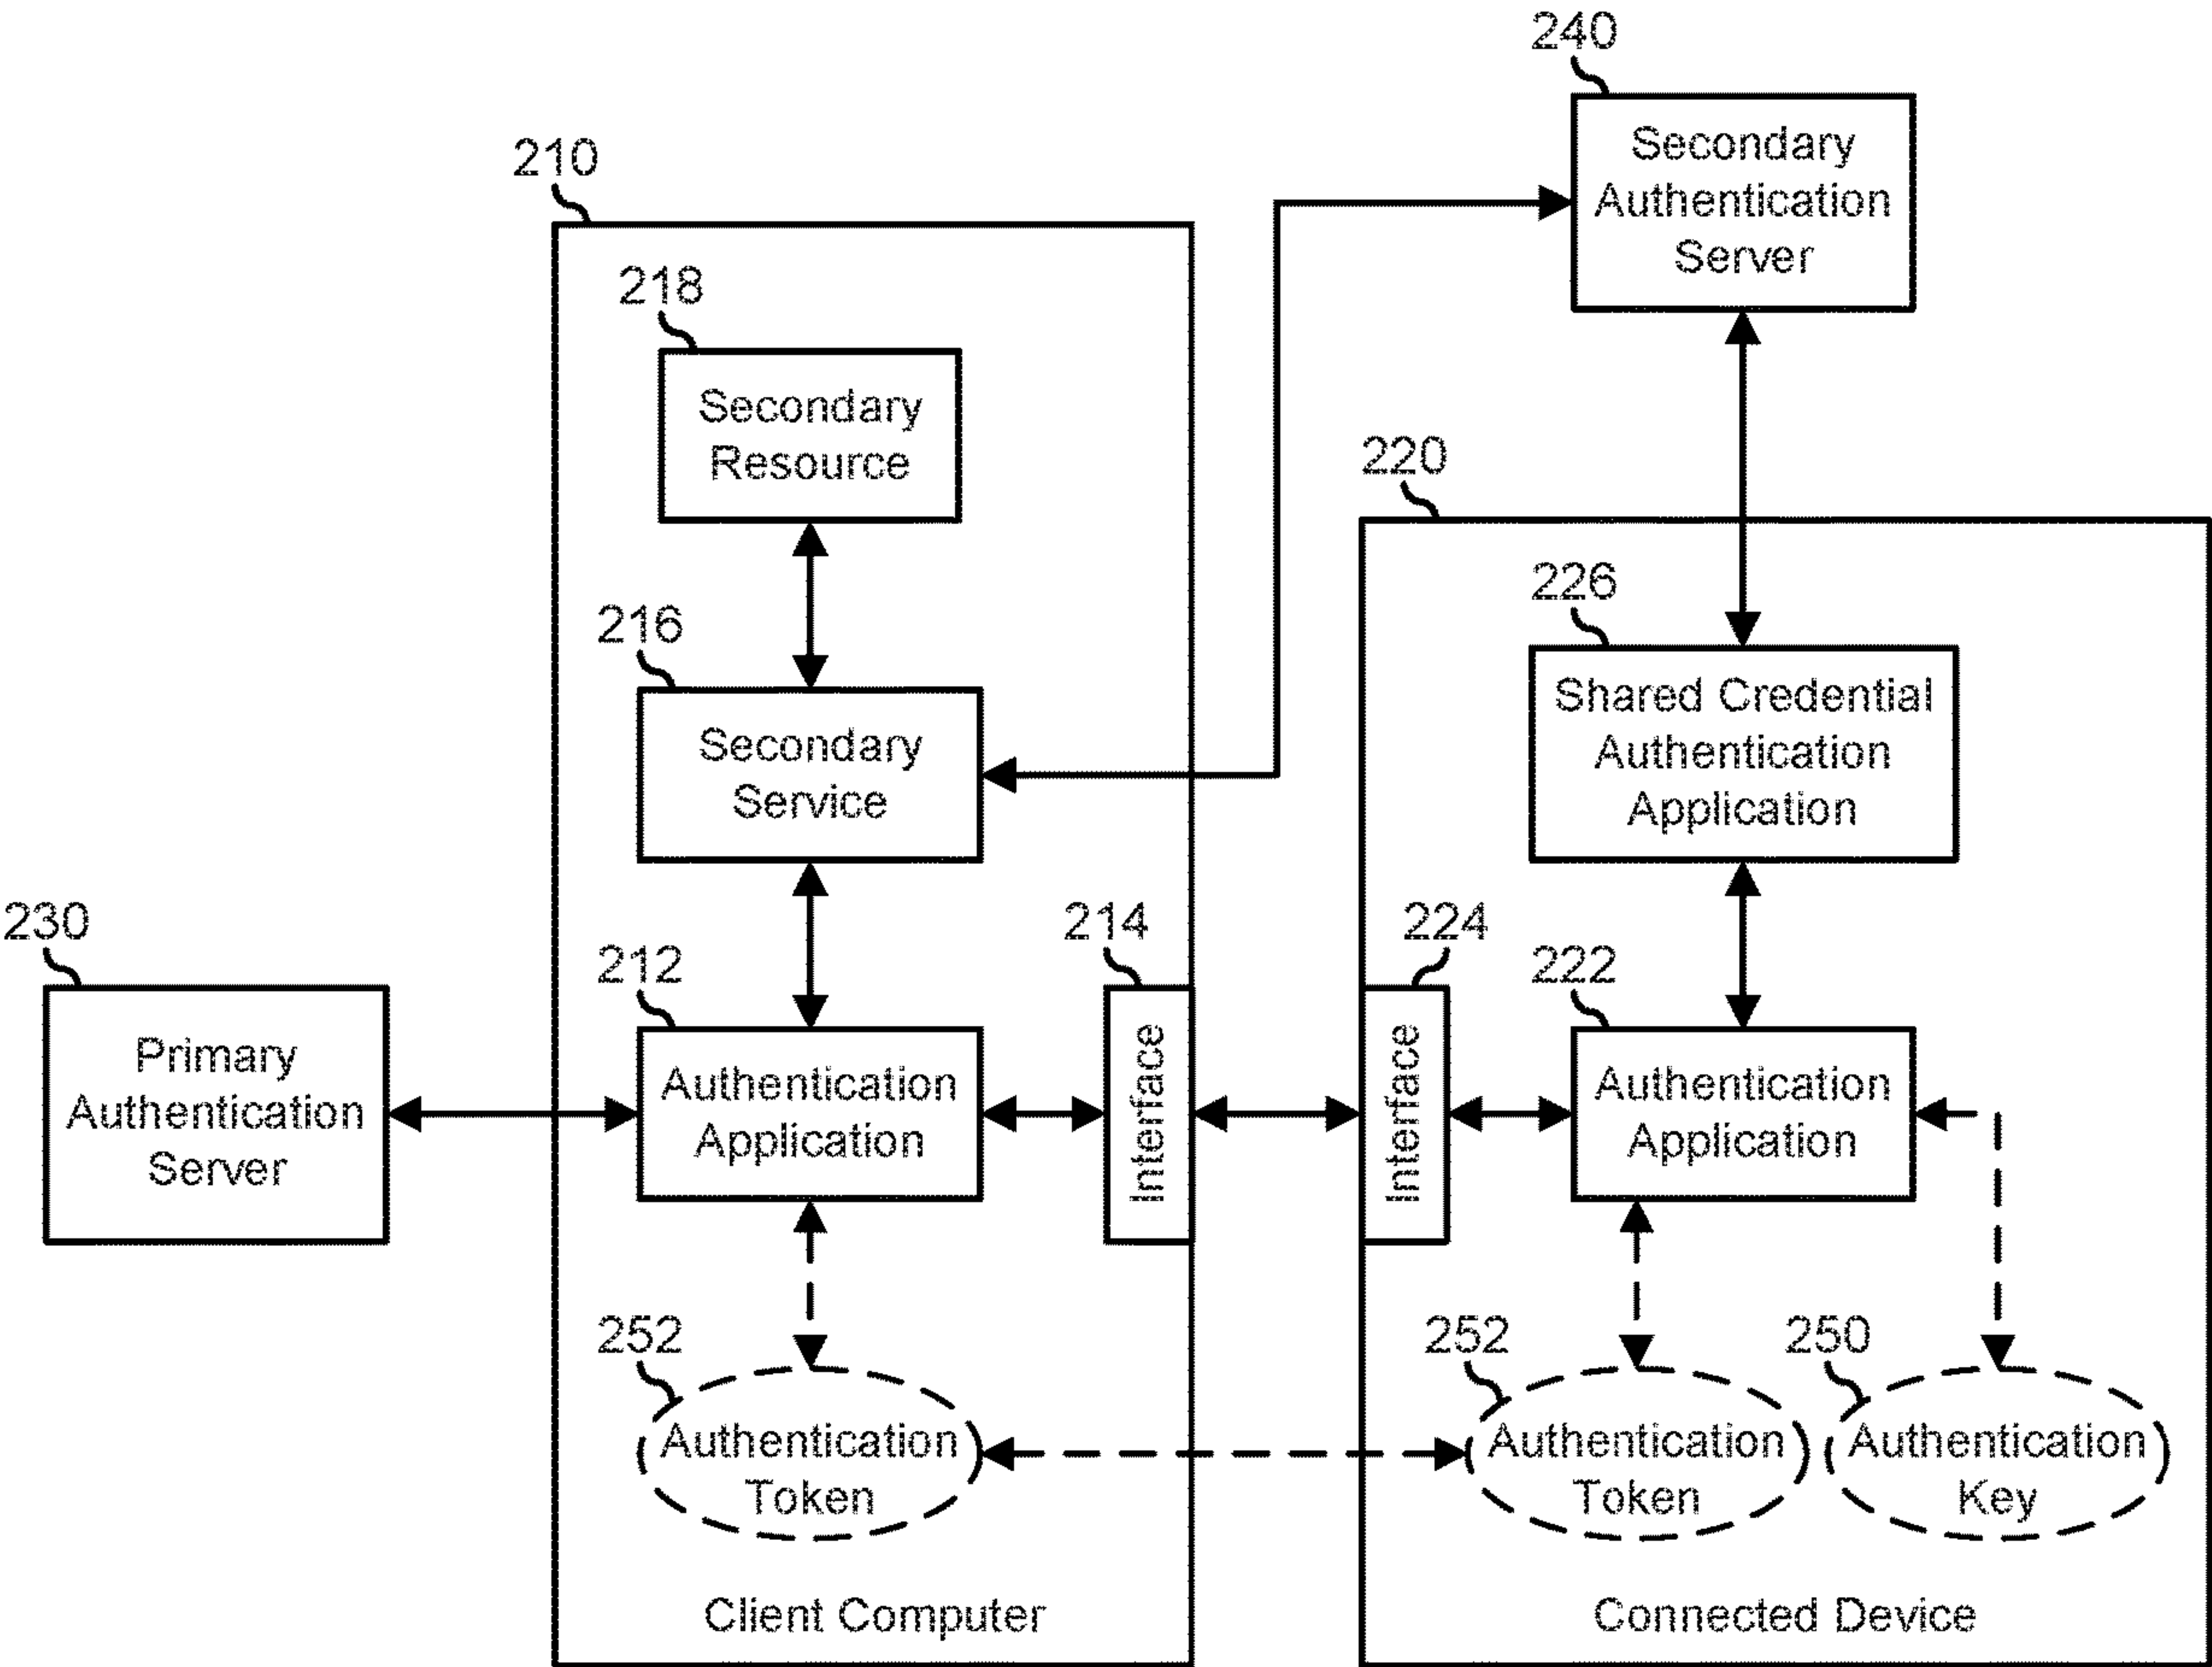 240
Secondary
Authentication
Server
210
218
Secondary
Resource
220
226
Shared Credential
Authentication
Application
216
Secondary
Service
230
Primary
Authentication
Server
212
Authentication
Application
214
Interface
224
Interface
222
Authentication
Application
252
Authentication
Token
252
Authentication
Token
250
Authentication
Key
Client Computer
Connected Device